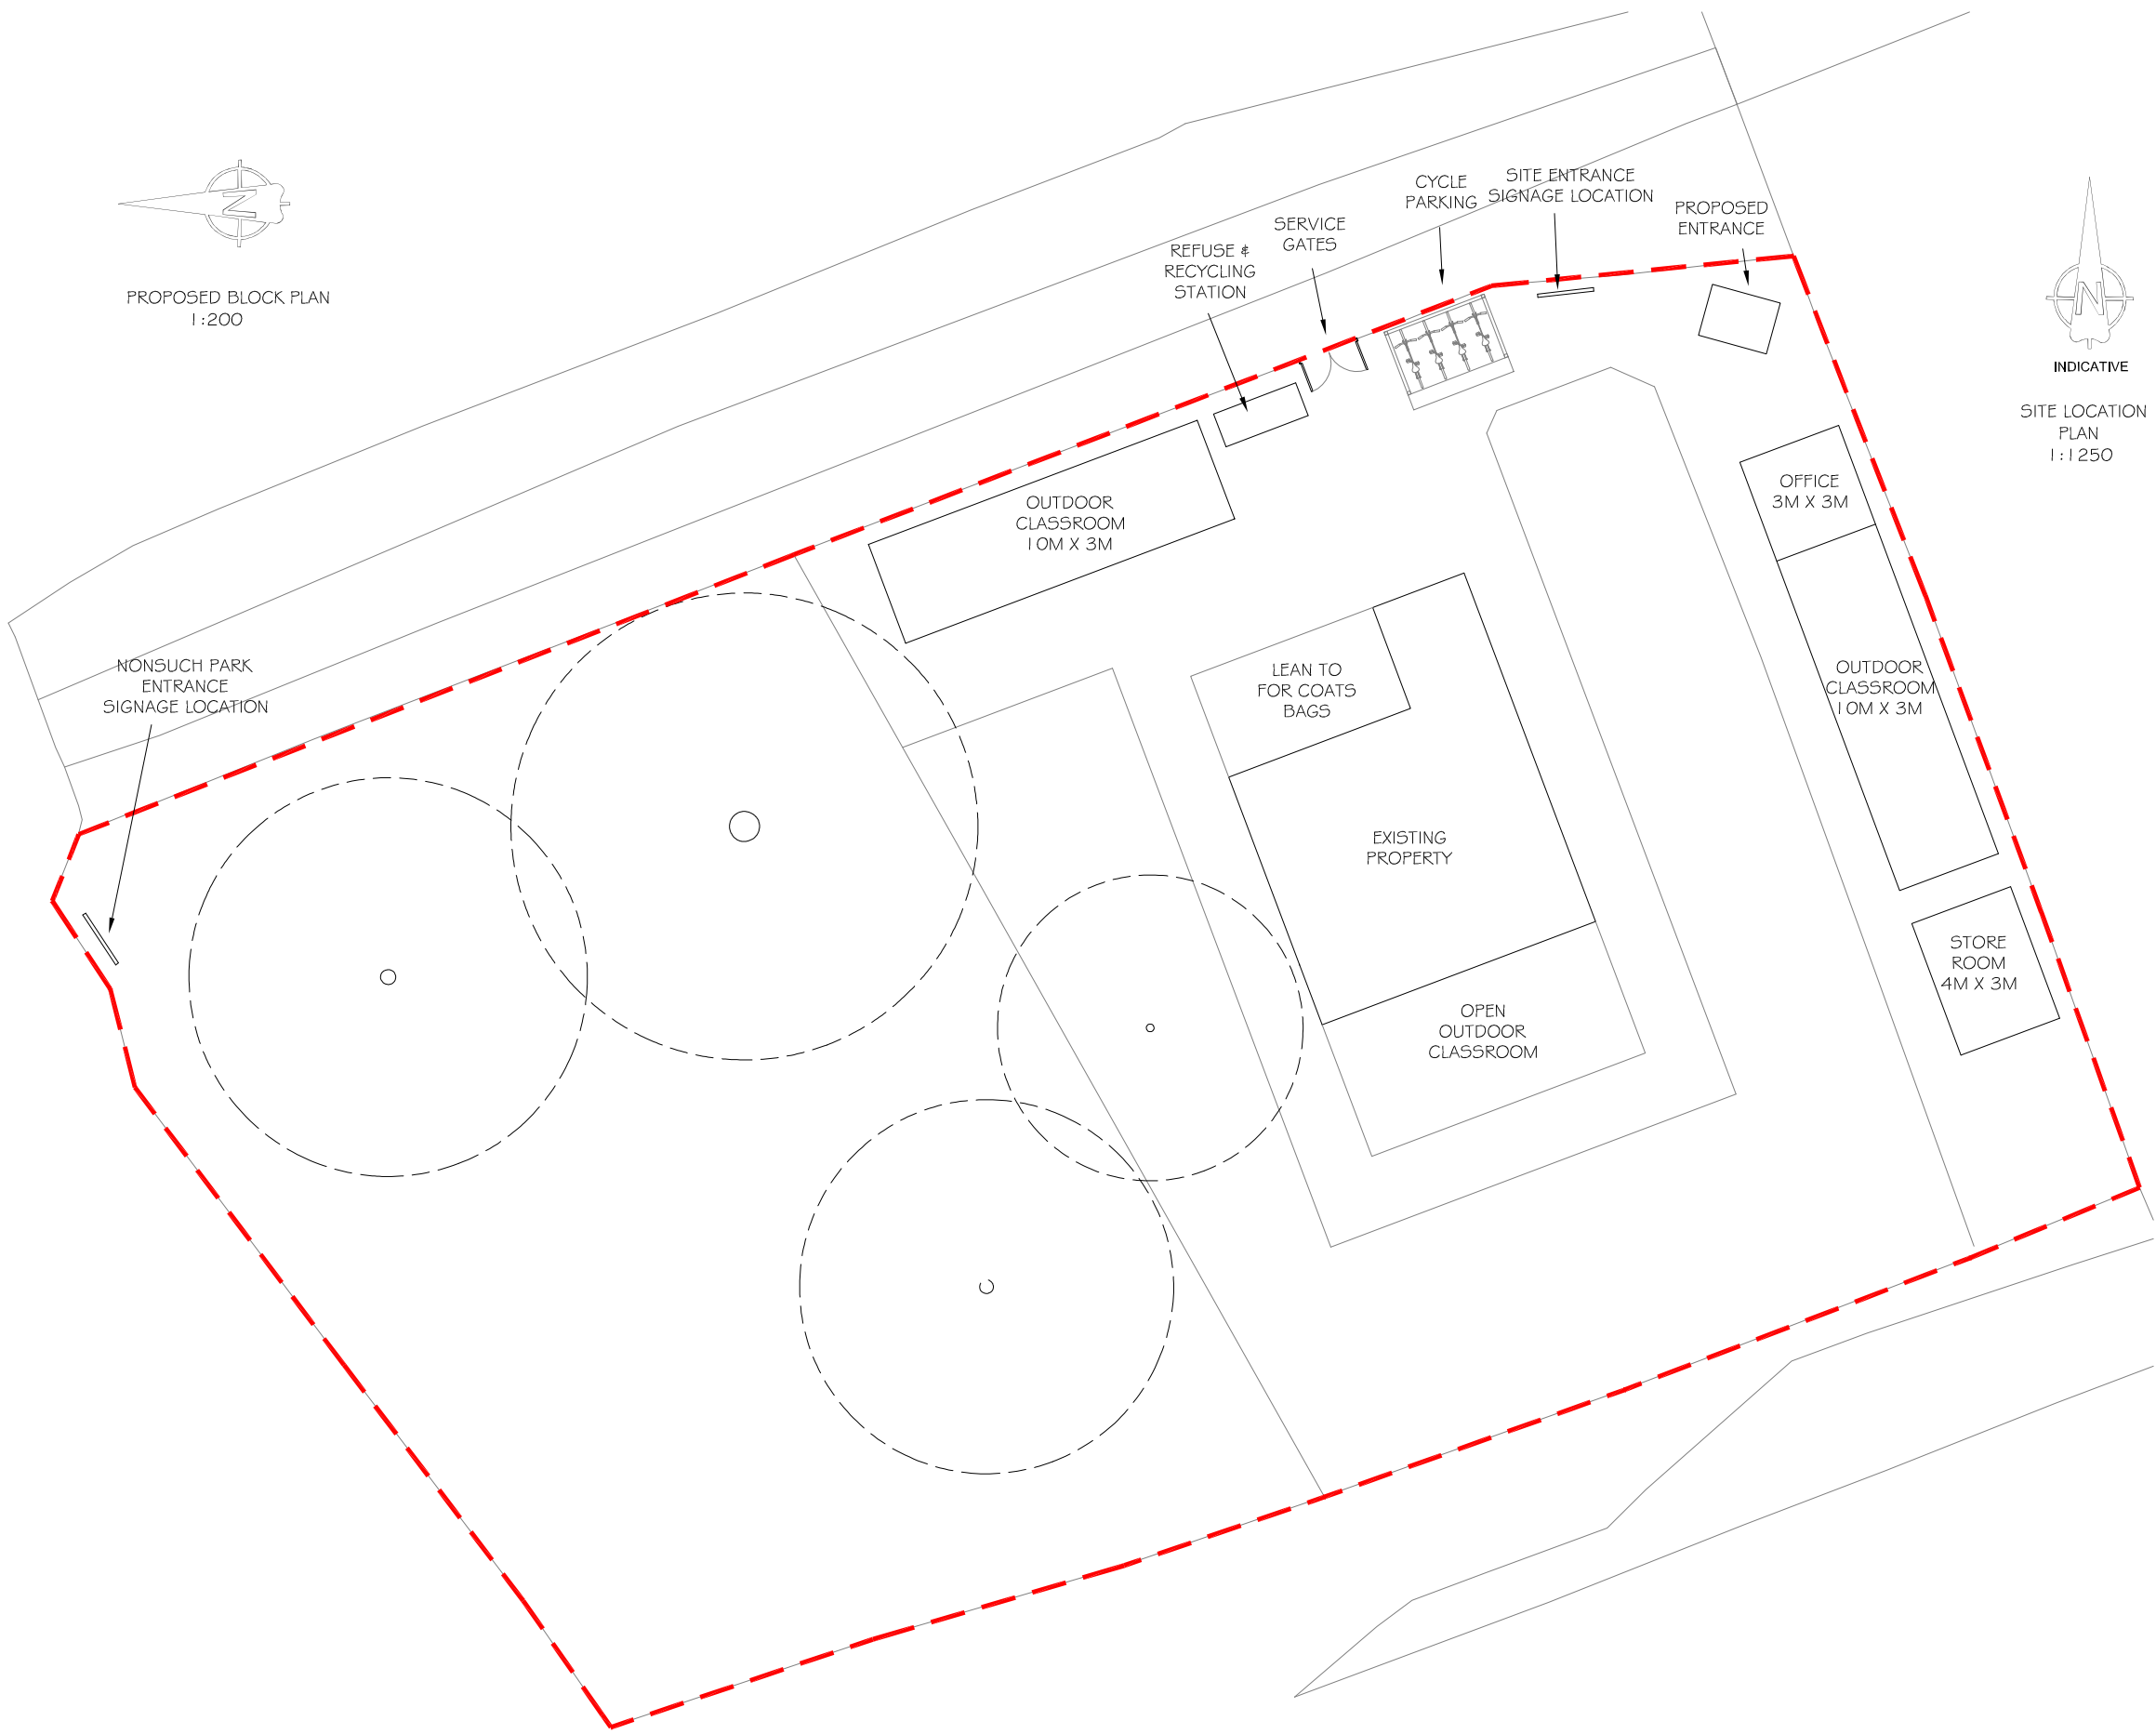 N
PROPOSED BLOCK PLAN
1:200
REFUSE &
RECYCLING
STATION
SERVICE
GATES
CYCLE
PARKING
SITE ENTRANCE
SIGNAGE LOCATION
PROPOSED
ENTRANCE
N
INDICATIVE
SITE LOCATION
PLAN
1:1250
OUTDOOR
CLASSROOM
10M X 3M
OFFICE
3M X 3M
NONSUCH PARK
ENTRANCE
SIGNAGE LOCATION
LEAN TO
FOR COATS
BAGS
OUTDOOR
CLASSROOM
10M X 3M
EXISTING
PROPERTY
STORE
ROOM
4M X 3M
OPEN
OUTDOOR
CLASSROOM